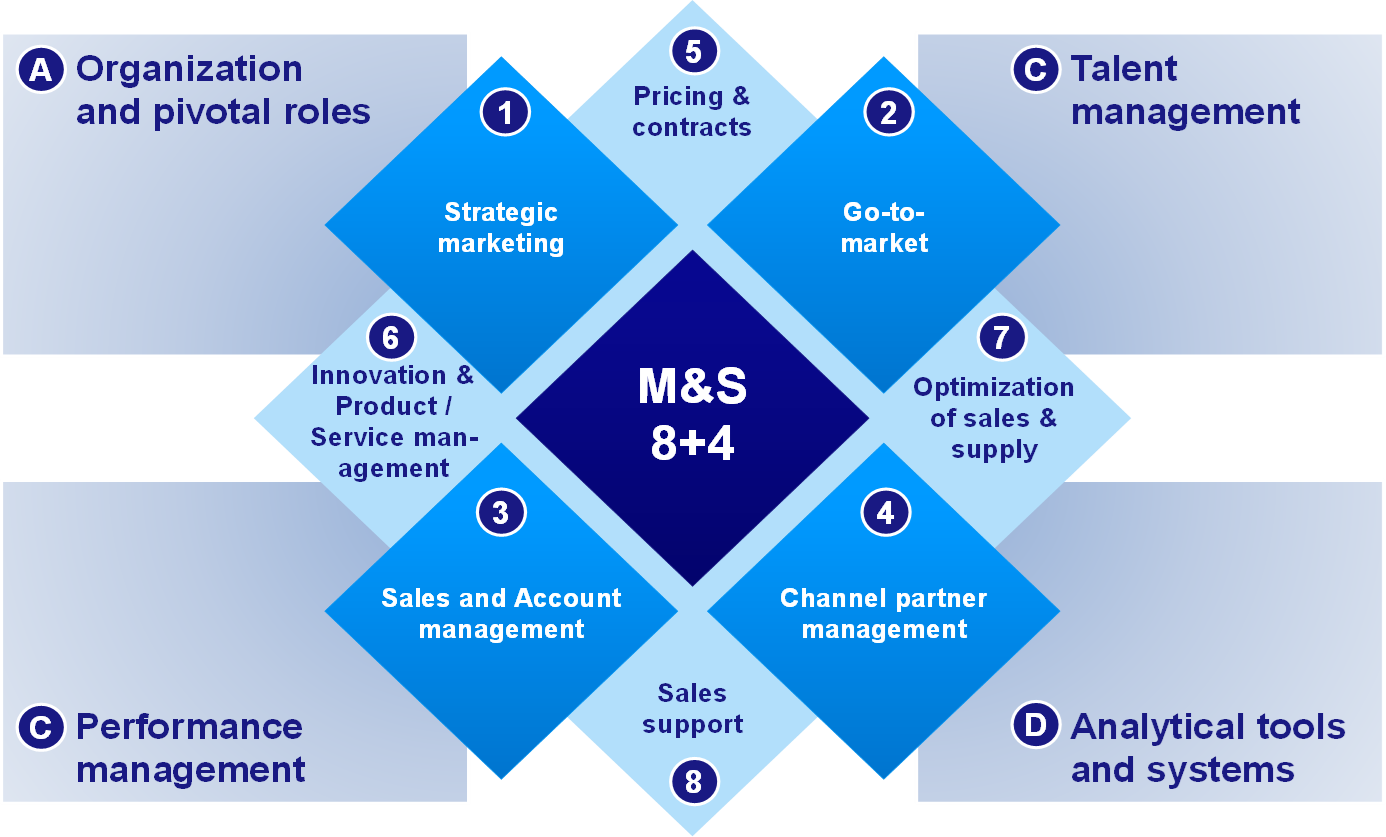 A
Organization
and pivotal roles
5
Pricing &
contracts
C
Talent
management
1
Strategic
marketing
2
Go-to-
market
6
Innovation &
Product /
Service man-
agement
M&S
8+4
7
Optimization
of sales &
supply
3
Sales and Account
management
4
Channel partner
management
C
Performance
management
Sales
support
8
D
Analytical tools
and systems